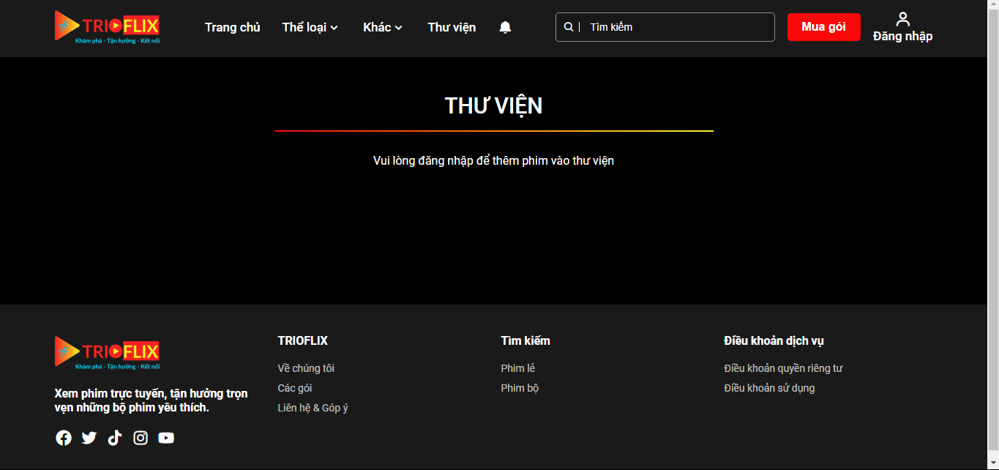 TRIOFLIX
Khám phá - Tận hưởng - Kết nối
Trang chủ
Thể loại
Khác
Thư viện
Tìm kiếm
Mua gói
Đăng nhập
THƯ VIỆN
Vui lòng đăng nhập để thêm phim vào thư viện
TRIOFLIX
Khám phá - Tận hưởng - Kết nối
Xem phim trực tuyến, tận hưởng trọn
vẹn những bộ phim yêu thích.
TRIOFLIX
Về chúng tôi
Các gói
Liên hệ & Góp ý
Tìm kiếm
Phim lẻ
Phim bộ
Điều khoản dịch vụ
Điều khoản quyền riêng tư
Điều khoản sử dụng